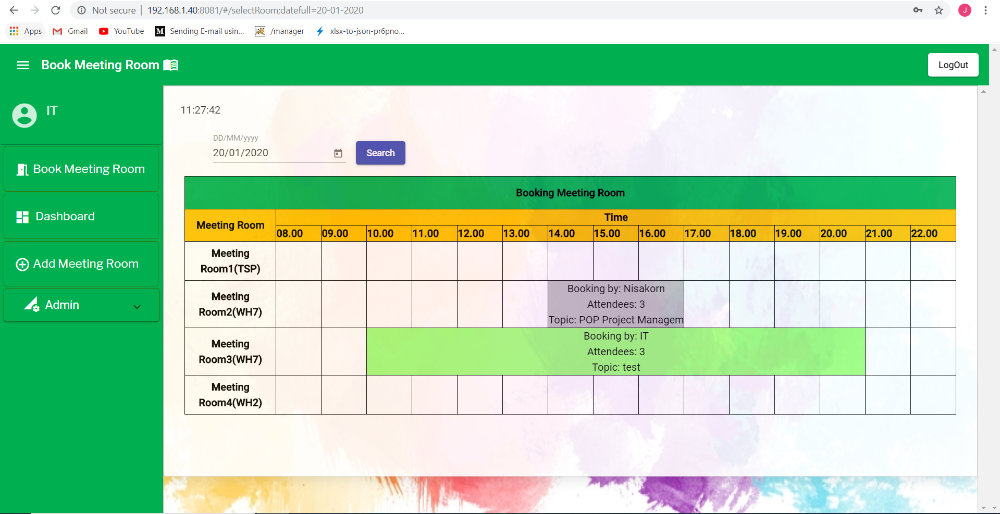 Not secure | 192.168.1.40:8081/#/selectRoom;datefull=20-01-2020
J
Apps Gmail YouTube M Sending E-mail usin... /manager xlsx-to-json-pr6pno...
Book Meeting Room
LogOut
IT
Book Meeting Room
Dashboard
Add Meeting Room
Admin
11:27:42
DD/MM/yyyy
20/01/2020
Search
Booking Meeting Room
Meeting Room
Time
08.00 09.00 10.00 11.00 12.00 13.00 14.00 15.00 16.00 17.00 18.00 19.00 20.00 21.00 22.00
Meeting
Room1(TSP)
Meeting
Room2(WH7)
Booking by: Nisakorn
Attendees: 3
Topic: POP Project Managem
Meeting
Room3(WH7)
Booking by: IT
Attendees: 3
Topic: test
Meeting
Room4(WH2)